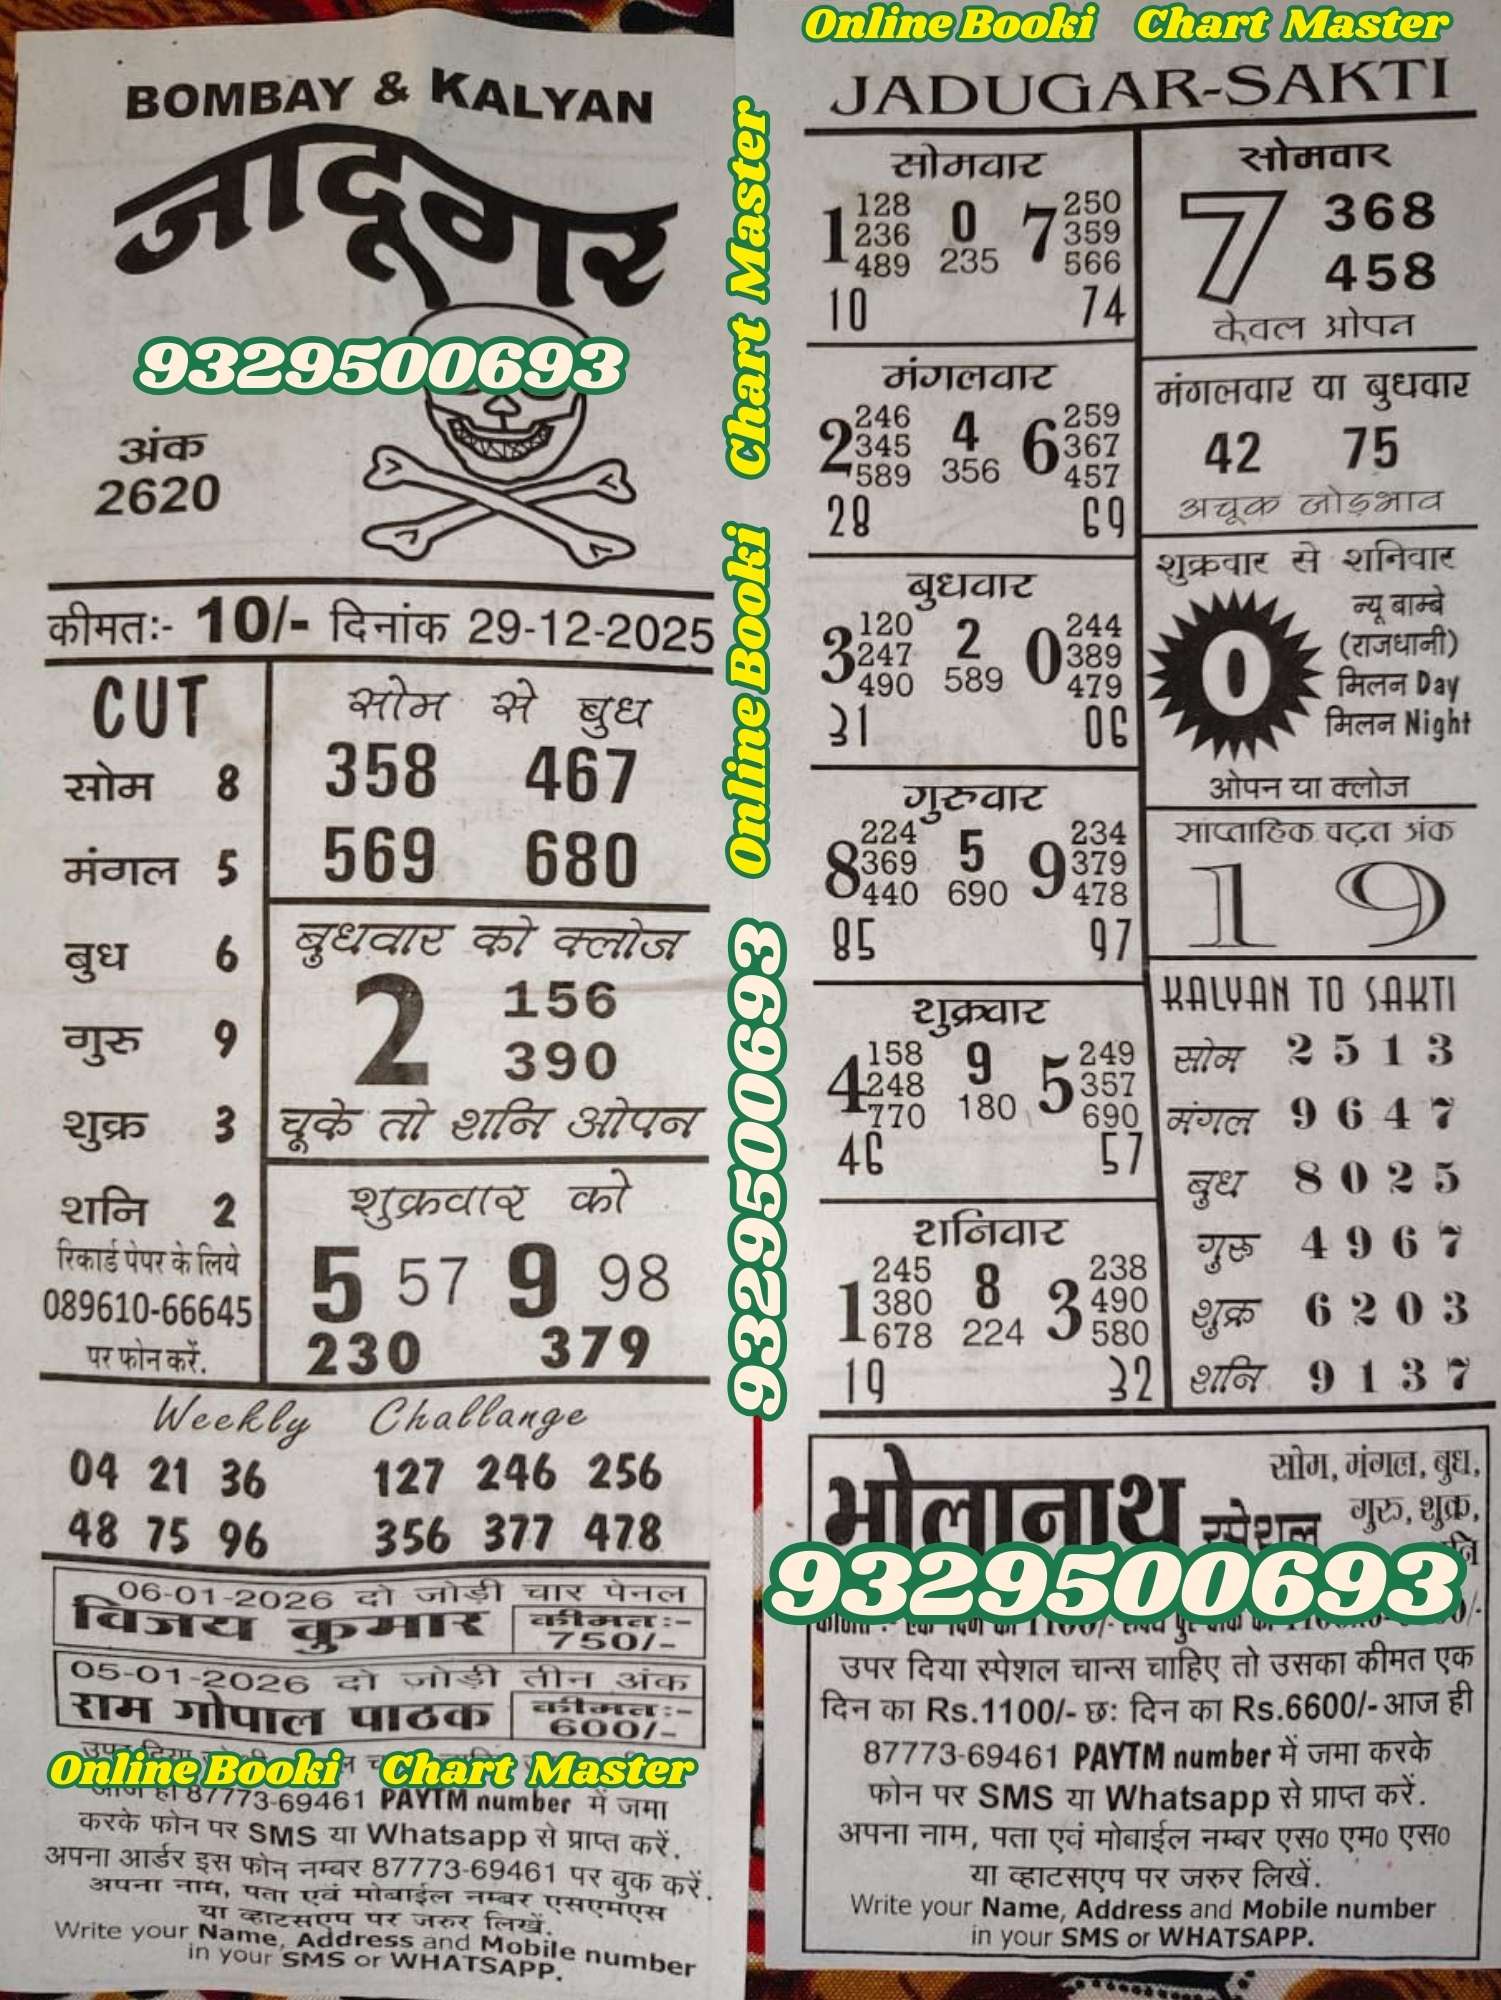 Online Booki Chart Master
BOMBAY & KALYAN
जादूगर
9329500693
अंक
2620
कीमतः- 10/- दिनांक 29-12-2025
CUT
सोम 8
मंगल 5
बुध 6
गुरु 9
शुक्र 3
शनि 2
रिकार्ड पेपर के लिये
089610-66645
पर फोन करें.
सोम से बुध
358 467
569 680
बुधवार को क्लोज
2 156
390
चूके तो शनि ओपन
शुक्रवार को
5 57 9 98
230 379
Weekly Challange
04 21 36 127 246 256
48 75 96 356 377 478
06-01-2026 दो जोड़ी चार पेनल
विजय कुमार कीमतः-
750/-
05-01-2026 दो जोड़ी तीन अंक
राम गोपाल पाठक कीमतः-
600/-
उपर दिया
Online Booki Chart Master
आज ही 87773-69461 PAYTM number में जमा
करके फोन पर SMS या Whatsapp से प्राप्त करें.
अपना आर्डर इस फोन नम्बर 87773-69461 पर बुक करें.
अपना नाम, पता एवं मोबाईल नम्बर एसएमएस
या व्हाटसएप पर जरुर लिखें.
Write your Name, Address and Mobile number
in your SMS or WHATSAPP.
9329500693 Online Booki Chart Master
JADUGAR-SAKTI
सोमवार
1 128 0 7 250
236 359
489 235 566
10 74
मंगलवार
2 246 4 6 259
345 367
589 356 457
28 69
बुधवार
3 120 2 0 244
247 389
490 589 479
31 06
गुरुवार
8 224 5 9 234
369 379
440 690 478
85 97
शुक्रवार
4 158 9 5 249
248 357
770 180 690
46 57
शनिवार
1 245 8 3 238
380 490
678 224 580
19 32
सोमवार
7 368
458
केवल ओपन
मंगलवार या बुधवार
42 75
अचूक जोड़भाव
शुक्रवार से शनिवार
0 न्यू बाम्बे
(राजधानी)
मिलन Day
मिलन Night
ओपन या क्लोज
साप्ताहिक वढ़त अंक
1 9
KALYAN TO SAKTI
सोम 2 5 1 3
मंगल 9 6 4 7
बुध 8 0 2 5
गुरू 4 9 6 7
शुक्र 6 2 0 3
शनि 9 1 3 7
भोलानाथ स्पेशल
सोम, मंगल, बुध,
गुरु, शुक्र,
9329500693
उपर दिया स्पेशल चान्स चाहिए तो उसका कीमत एक
दिन का Rs.1100/- छः दिन का Rs.6600/- आज ही
87773-69461 PAYTM number में जमा करके
फोन पर SMS या Whatsapp से प्राप्त करें.
अपना नाम, पता एवं मोबाईल नम्बर एस० एम० एस०
या व्हाटसएप पर जरुर लिखें.
Write your Name, Address and Mobile number
in your SMS or WHATSAPP.